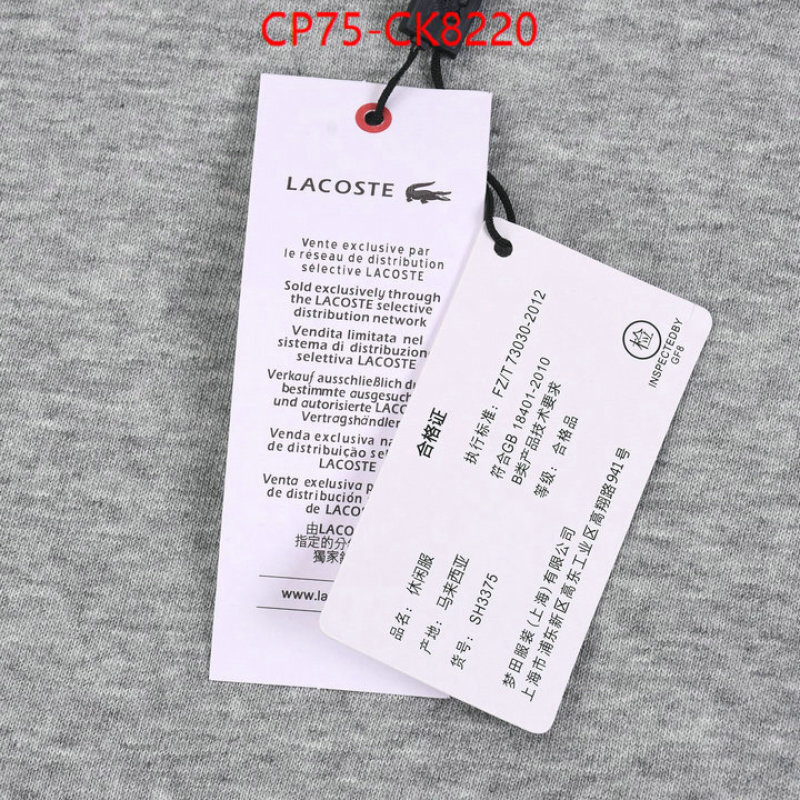 CP75-CK8220
LACOSTE
Vente exclusive par
le réseau de distribution
sélective LACOSTE
Sold exclusively through
the LACOSTE selective
distribution network
Vendita limitata nel
sistema di distribuzione
selettiva LACOSTE
Verkauf ausschließlich du
bestimmte ausgesuch
und autorisierte LACO
Vertragshändler
Venda exclusiva na
de distribuição sel
LACOSTE
Venta exclusiva p
de distribución
de LACOS
由LACO
指定的分
獨家
www.la
合格证
执行标准：FZ/T 73030-2012
符合GB 18401-2010
B类产品技术要求
等级：合格品
品名：休闲服
产地：马来西亚
货号：SH3375
梦田服装(上海)有限公司
上海市浦东新区高东工业区高翔路941号
检
INSPECTEDBY
GF8